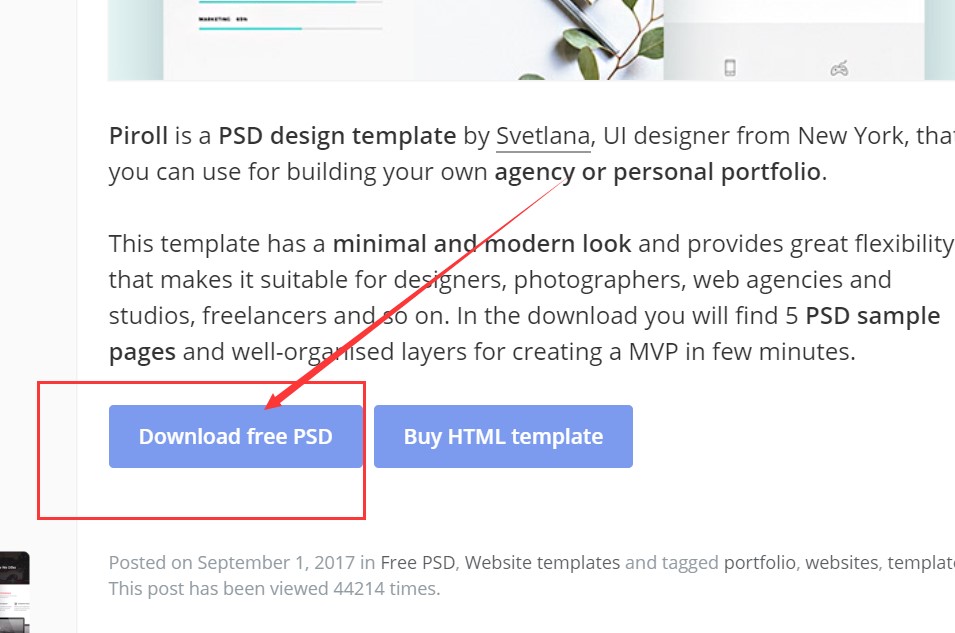 MARKETING 65%
Piroll is a PSD design template by Svetlana, UI designer from New York, that
you can use for building your own agency or personal portfolio.
This template has a minimal and modern look and provides great flexibility
that makes it suitable for designers, photographers, web agencies and
studios, freelancers and so on. In the download you will find 5 PSD sample
pages and well-organised layers for creating a MVP in few minutes.
Download free PSD
Buy HTML template
Posted on September 1, 2017 in Free PSD, Website templates and tagged portfolio, websites, template
This post has been viewed 44214 times.